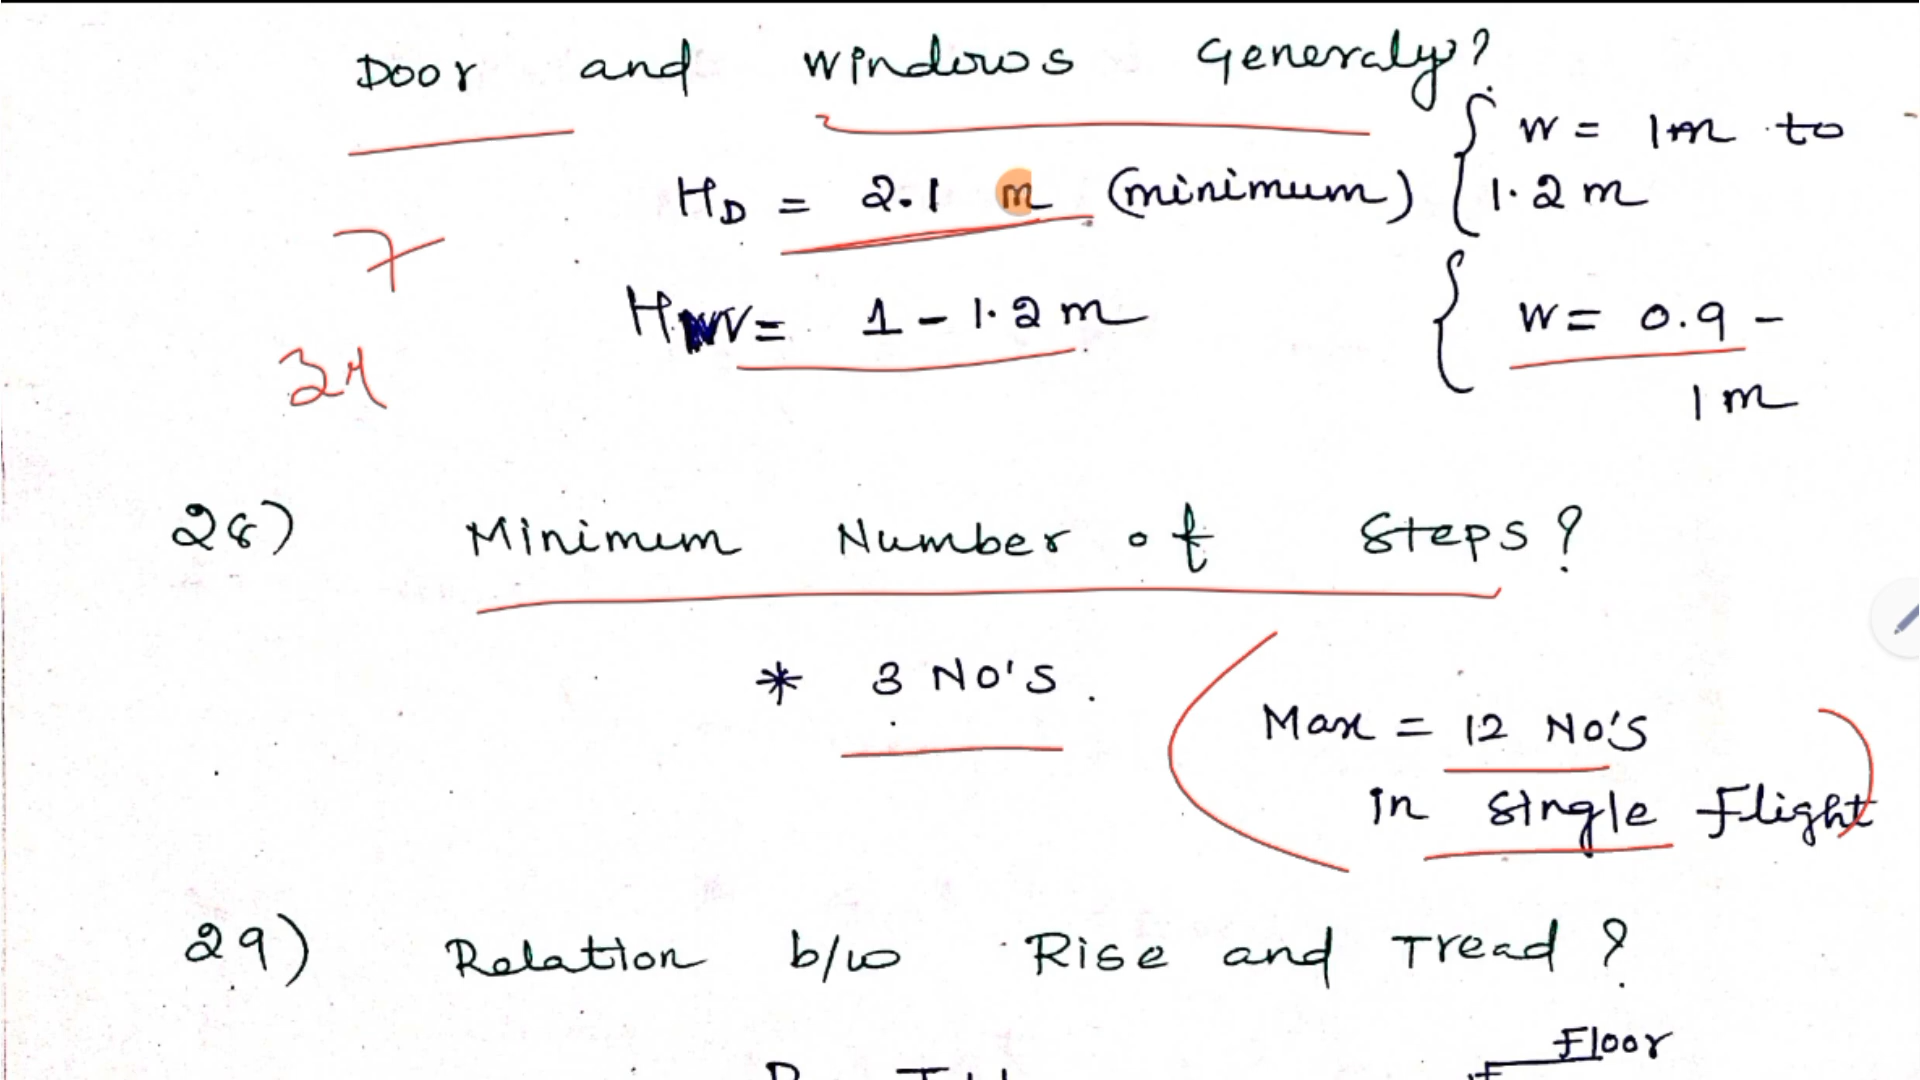 Door and windows Generaly?
{ W = 1m to
HD = 2.1 m (minimum) { 1.2 m
7
HW = 1 - 1.2 m { W = 0.9 -
1 m
28) Minimum Number of Steps?
* 3 NO'S.
Max = 12 NO'S
in single flight
29) Relation b/w Rise and Tread ?
Floor